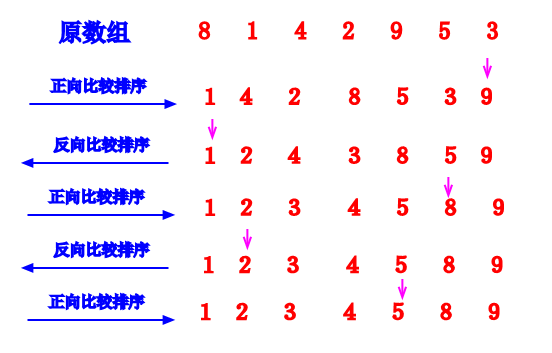 原数组 8 1 4 2 9 5 3
正向比较排序 1 4 2 8 5 3 9
反向比较排序 1 2 4 3 8 5 9
正向比较排序 1 2 3 4 5 8 9
反向比较排序 1 2 3 4 5 8 9
正向比较排序 1 2 3 4 5 8 9